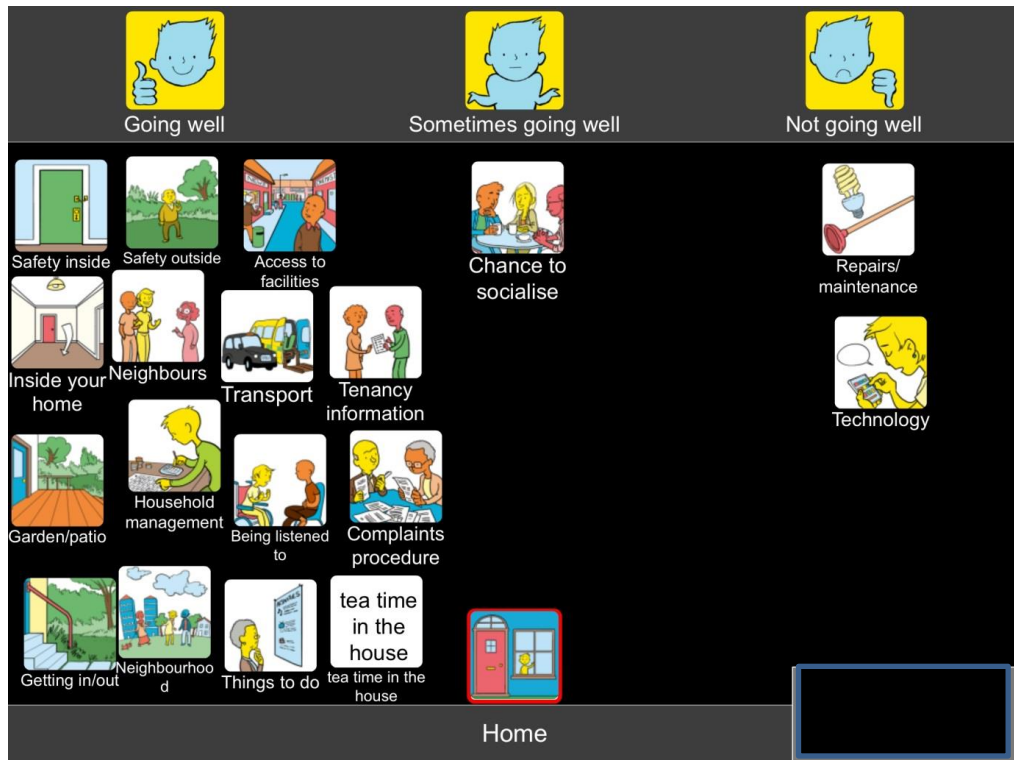 Going well
Sometimes going well
Not going well
Safety inside
Safety outside
Access to
facilities
Chance to
socialise
Repairs/
maintenance
Inside your
home
Neighbours
Transport
Tenancy
information
Technology
Garden/patio
Household
management
Being listened
to
Complaints
procedure
Getting in/out
Neighbourhoo
d
Things to do
tea time
in the
house
tea time in the
house
Home